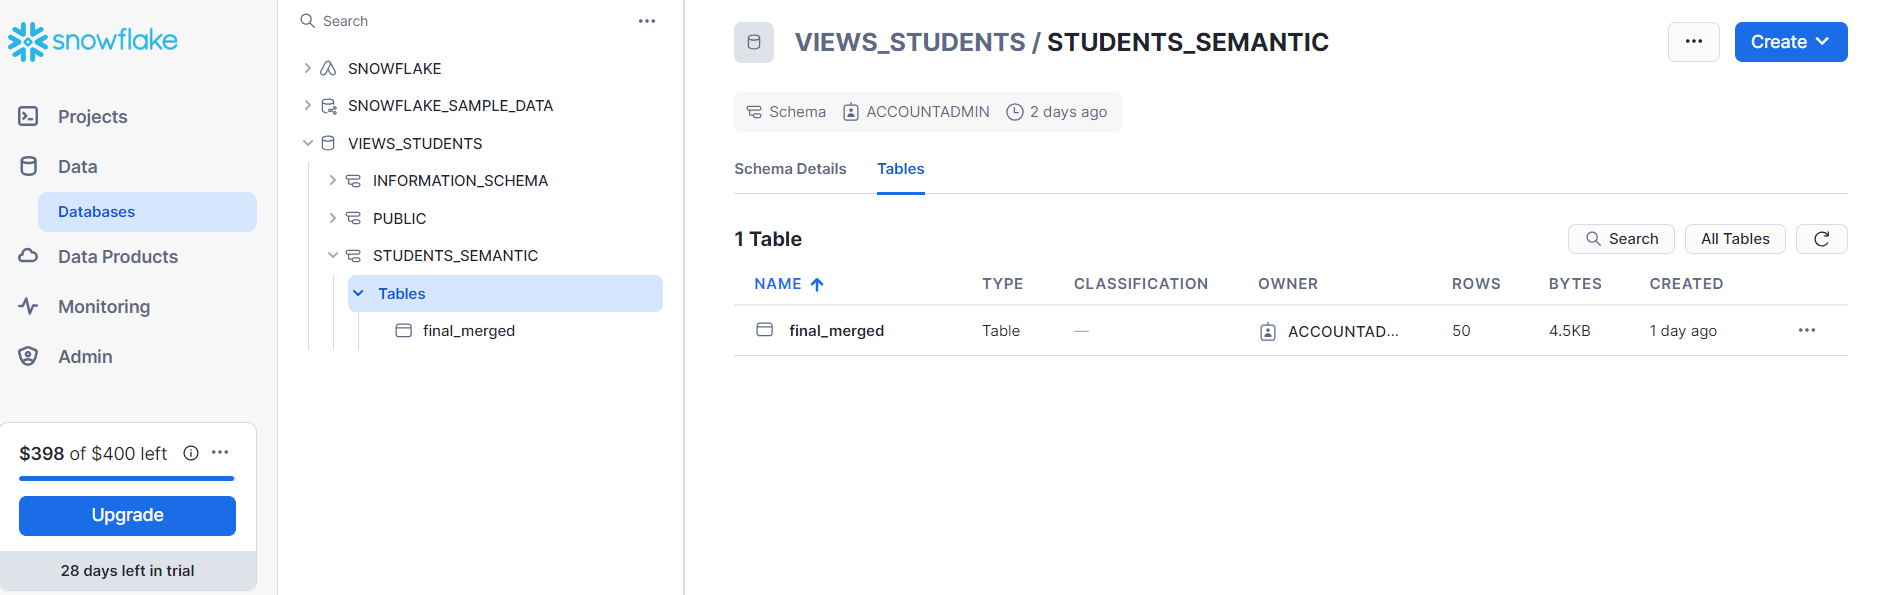 snowflake
Projects
Data
Databases
Data Products
Monitoring
Admin
$398 of $400 left
Upgrade
28 days left in trial
Search
SNOWFLAKE
SNOWFLAKE_SAMPLE_DATA
VIEWS_STUDENTS
INFORMATION_SCHEMA
PUBLIC
STUDENTS_SEMANTIC
Tables
final_merged
VIEWS_STUDENTS / STUDENTS_SEMANTIC
Create
Schema ACCOUNTADMIN 2 days ago
Schema Details Tables
1 Table
Search All Tables
NAME TYPE CLASSIFICATION OWNER ROWS BYTES CREATED
final_merged Table — ACCOUNTAD... 50 4.5KB 1 day ago